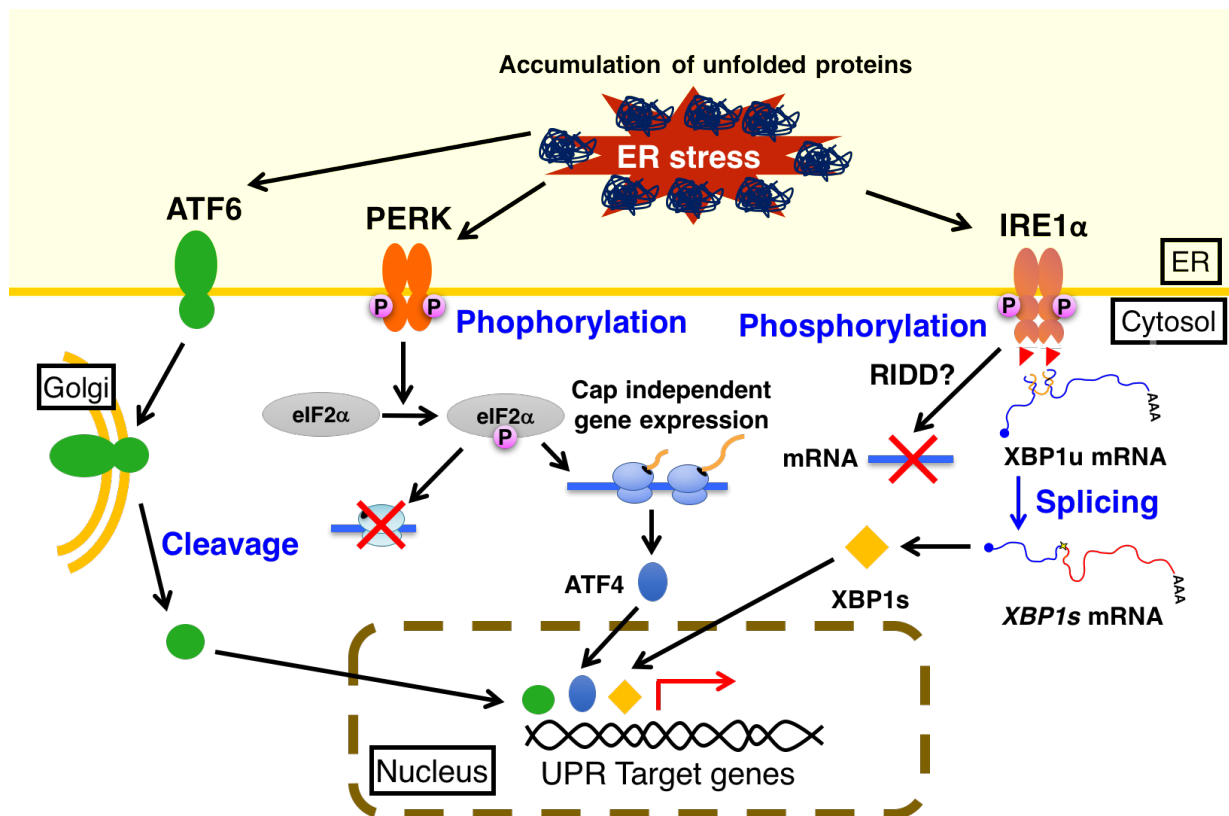 Accumulation of unfolded proteins
ER stress
ATF6
PERK
IRE1α
ER
P
P
P
P
Cytosol
Phophorylation
Phosphorylation
Golgi
RIDD?
Cap independent
gene expression
AAA
eIF2α
eIF2α
P
mRNA
XBP1u mRNA
Splicing
Cleavage
ATF4
XBP1s
AAA
XBP1s mRNA
Nucleus
UPR Target genes